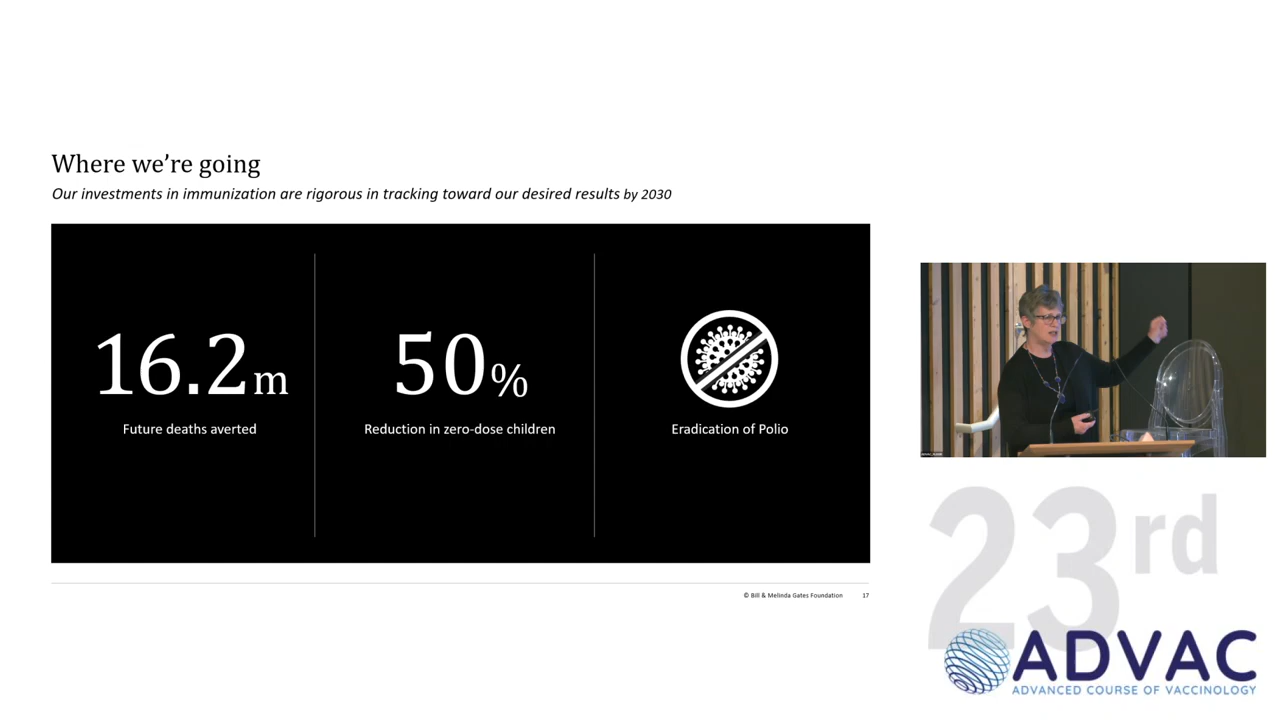 Where we’re going
Our investments in immunization are rigorous in tracking toward our desired results by 2030
16.2m
Future deaths averted
50%
Reduction in zero-dose children
Eradication of Polio
© Bill & Melinda Gates Foundation 17
23rd
ADVAC
ADVANCED COURSE OF VACCINOLOGY